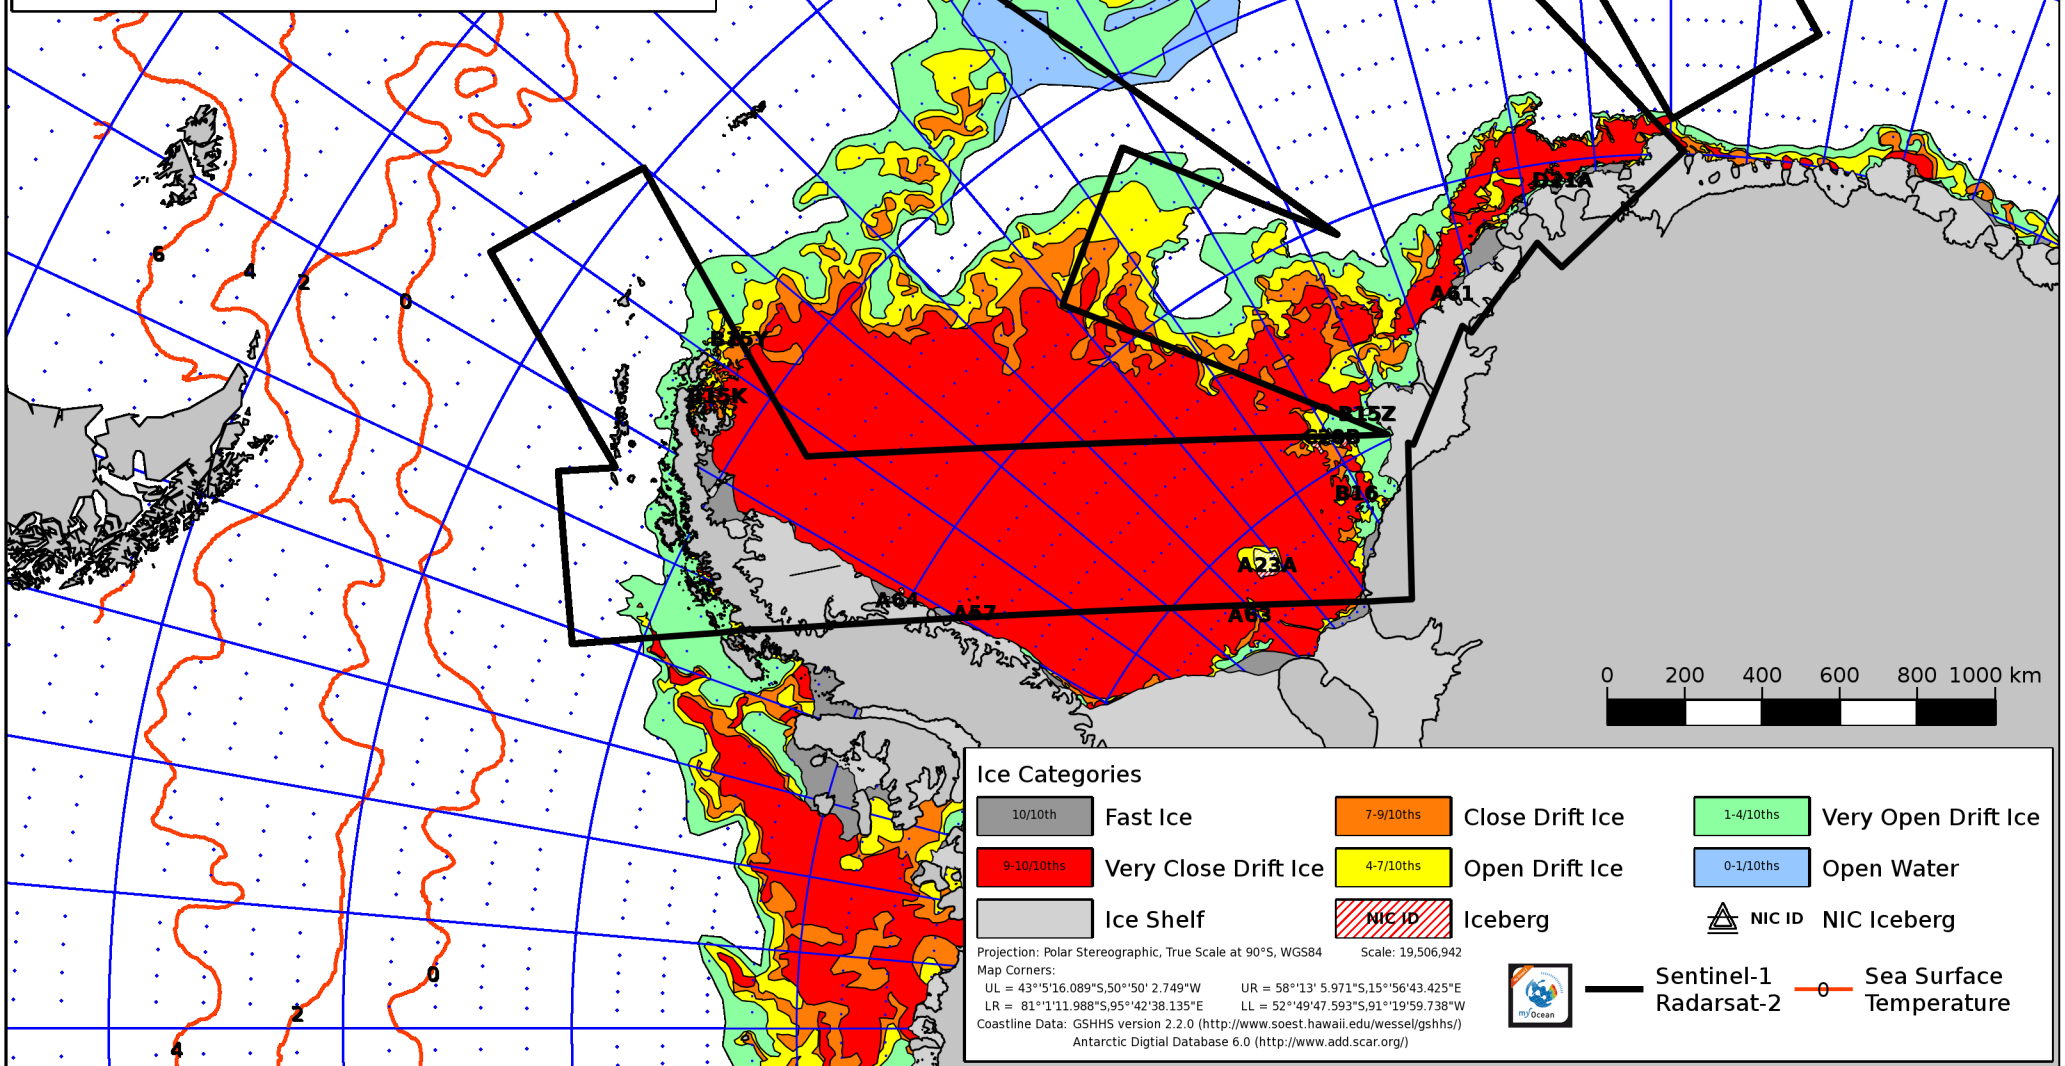 D21A
6
4
2
0
A61
B15Y
B15K
B15Z
C28B
B16
A23A
A64
A57
A63
0 200 400 600 800 1000 km
Ice Categories
10/10th Fast Ice 7-9/10ths Close Drift Ice 1-4/10ths Very Open Drift Ice
9-10/10ths Very Close Drift Ice 4-7/10ths Open Drift Ice 0-1/10ths Open Water
Ice Shelf NIC ID Iceberg NIC ID NIC Iceberg
Projection: Polar Stereographic, True Scale at 90°S, WGS84 Scale: 19,506,942
Map Corners:
UL = 43°5'16.089"S,50°50' 2.749"W UR = 58°13' 5.971"S,15°56'43.425"E
LR = 81°1'11.988"S,95°42'38.135"E LL = 52°49'47.593"S,91°19'59.738"W
Coastline Data: GSHHS version 2.2.0 (http://www.soest.hawaii.edu/wessel/gshhs/)
Antarctic Digtial Database 6.0 (http://www.add.scar.org/)
myOcean
Sentinel-1
Radarsat-2
0
Sea Surface
Temperature
0
2
4